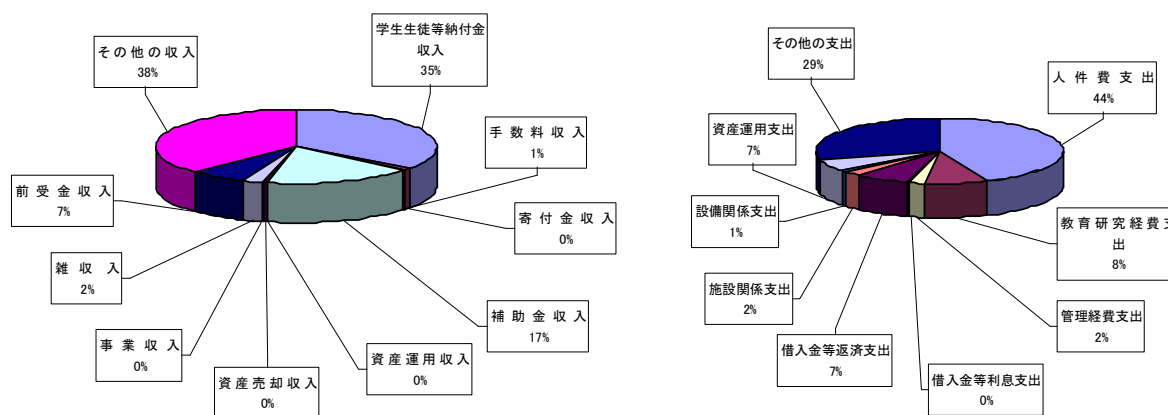 学生生徒等納付金
収入
35%
手数料収入
1%
寄付金収入
0%
補助金収入
17%
資産運用収入
0%
資産売却収入
0%
事業収入
0%
雑収入
2%
前受金収入
7%
その他の収入
38%
人件費支出
44%
教育研究経費支
出
8%
管理経費支出
2%
借入金等利息支出
0%
借入金等返済支出
7%
施設関係支出
2%
設備関係支出
1%
資産運用支出
7%
その他の支出
29%